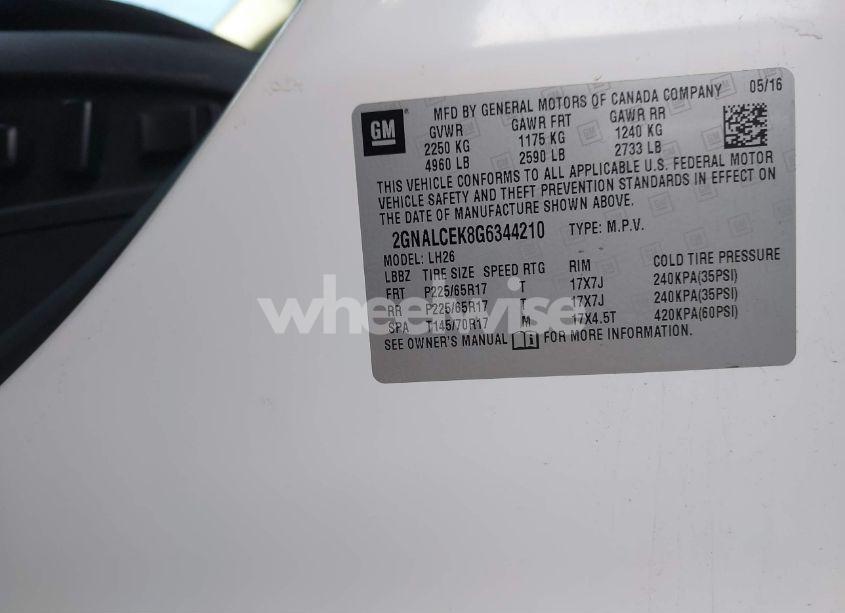 MFD BY GENERAL MOTORS OF CANADA COMPANY 05/16
GM
GVWR GAWR FRT GAWR RR
2250 KG 1175 KG 1240 KG
4960 LB 2590 LB 2733 LB
THIS VEHICLE CONFORMS TO ALL APPLICABLE U.S. FEDERAL MOTOR
VEHICLE SAFETY AND THEFT PREVENTION STANDARDS IN EFFECT ON
THE DATE OF MANUFACTURE SHOWN ABOVE.
2GNALCEK8G6344210 TYPE: M.P.V.
MODEL: LH26
LBBZ TIRE SIZE SPEED RTG RIM COLD TIRE PRESSURE
FRT P225/65R17 T 17X7J 240KPA(35PSI)
RR P225/65R17 T 17X7J 240KPA(35PSI)
SPA T145/70R17 M 17X4.5T 420KPA(60PSI)
SEE OWNER'S MANUAL FOR MORE INFORMATION.
wheelwise